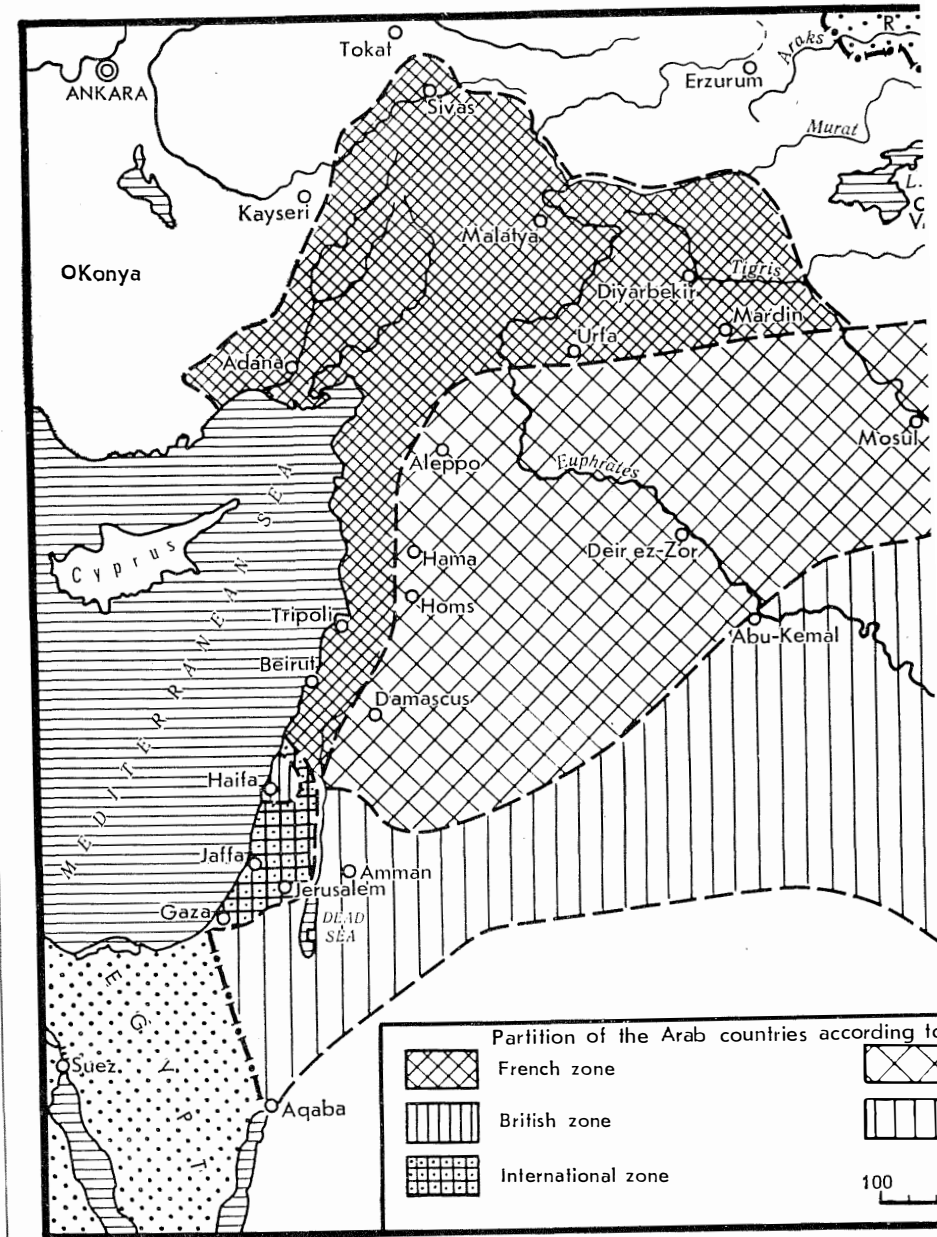 Tokat
R
Araks
ANKARA
Erzurum
Sivas
Murat
L.
Kayseri
V
Malatya
Konya
Tigris
Diyarbekir
Mardin
Urfa
Adana
Mosul
Aleppo
Euphrates
MEDITERRANEAN SEA
Cyprus
Hama
Deir ez-Zor
Homs
Tripoli
Abu-Kemal
Beirut
Damascus
Haifa
Jaffa
Amman
Jerusalem
Gaza
DEAD
SEA
EGYPT
Suez
Aqaba
Partition of the Arab countries according to
French zone
British zone
International zone
100